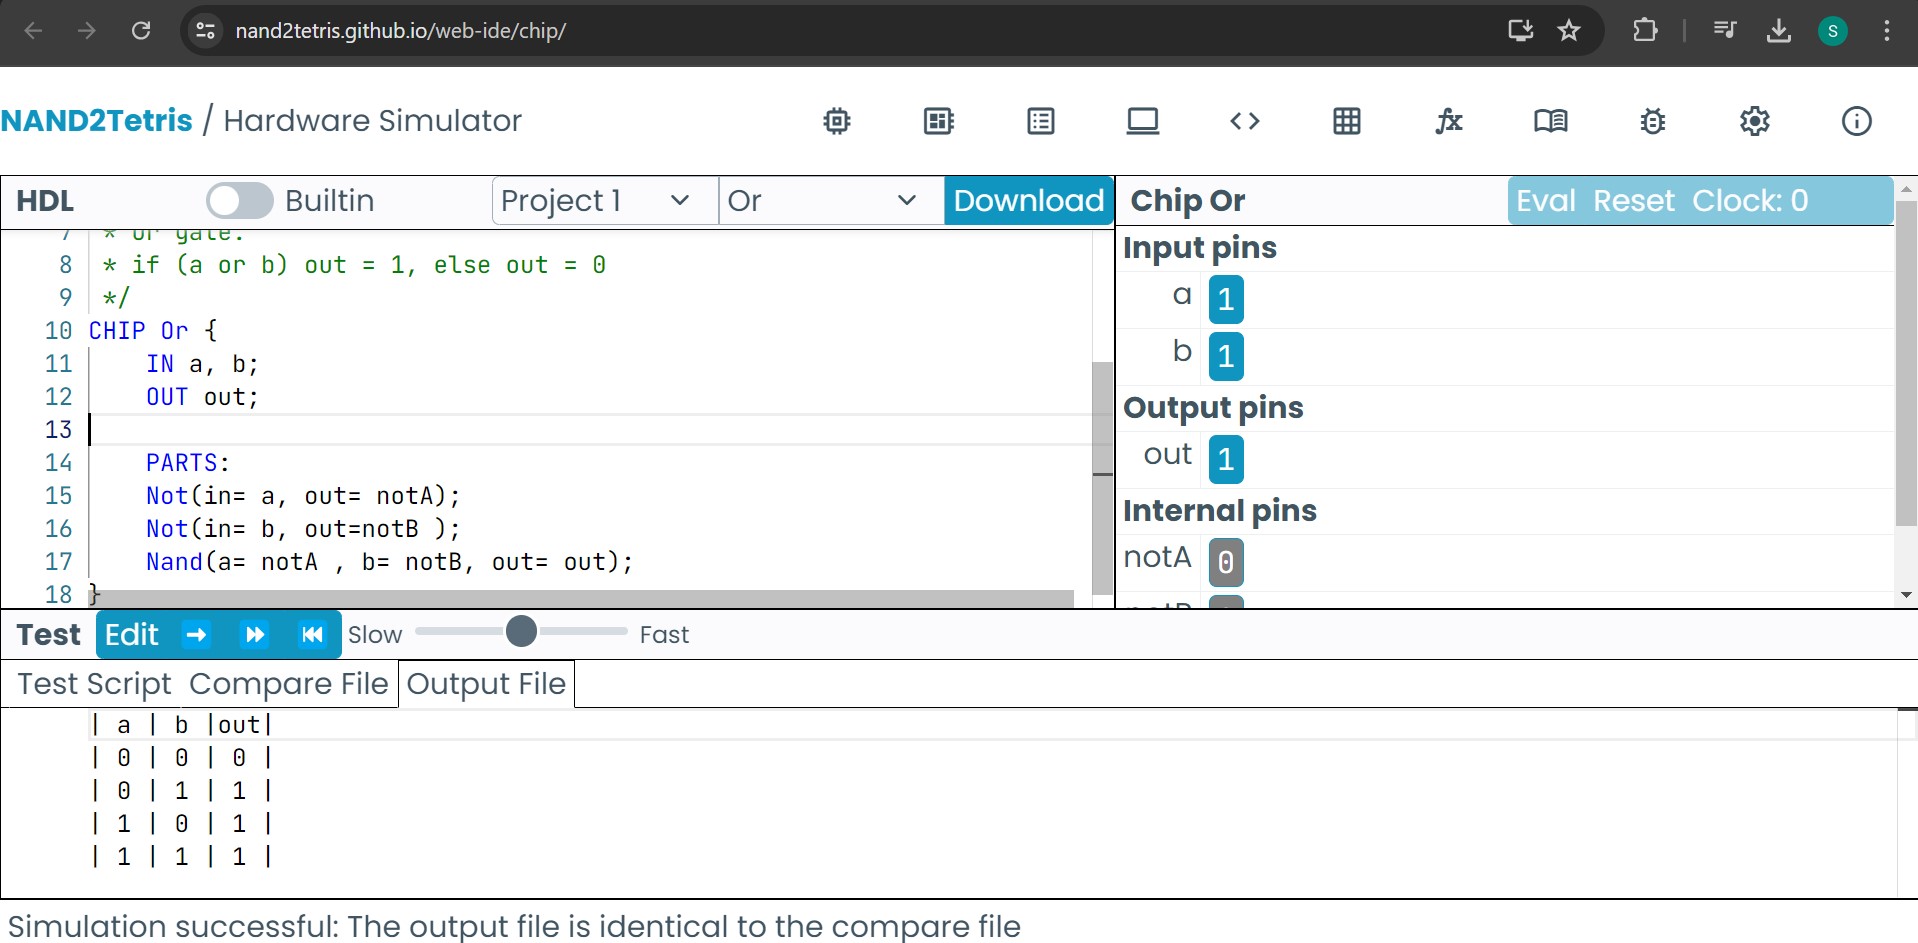 nand2tetris.github.io/web-ide/chip/
S
NAND2Tetris / Hardware Simulator
HDL Builtin Project 1 Or Download
7 * or gate:
8 * if (a or b) out = 1, else out = 0
9 */
10 CHIP Or {
11 IN a, b;
12 OUT out;
13
14 PARTS:
15 Not(in= a, out= notA);
16 Not(in= b, out=notB );
17 Nand(a= notA , b= notB, out= out);
18 }
Chip Or Eval Reset Clock: 0
Input pins
a 1
b 1
Output pins
out 1
Internal pins
notA 0
notB
Test Edit Slow Fast
Test Script Compare File Output File
| a | b |out|
| 0 | 0 | 0 |
| 0 | 1 | 1 |
| 1 | 0 | 1 |
| 1 | 1 | 1 |
Simulation successful: The output file is identical to the compare file